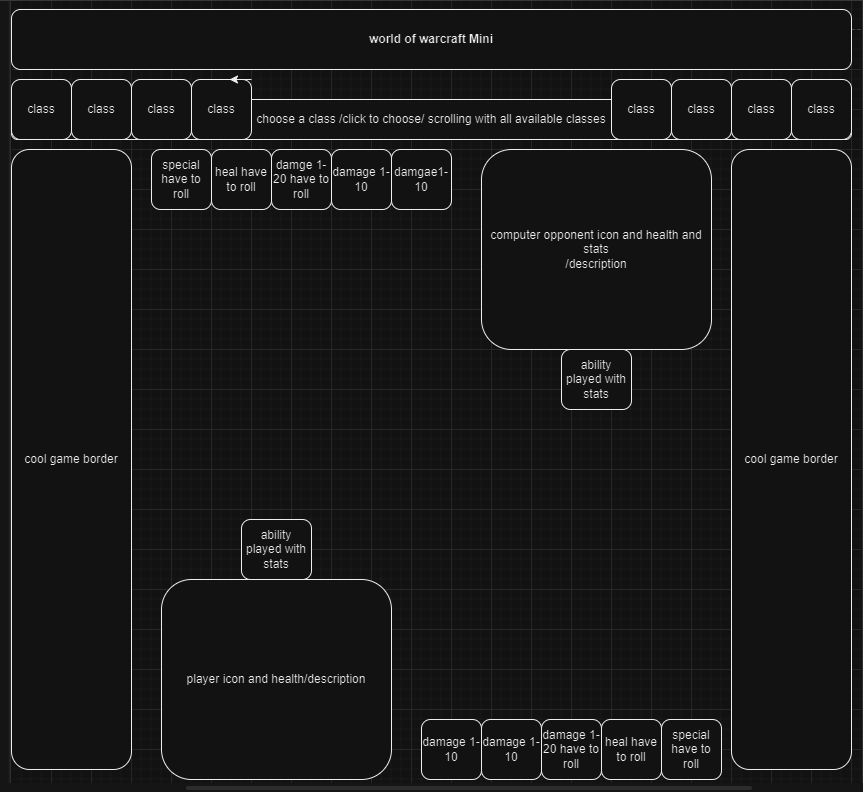 world of warcraft Mini
class
class
class
class
choose a class /click to choose/ scrolling with all available classes
class
class
class
class
special
have to
roll
heal have
to roll
damge 1-
20 have to
roll
damage 1-
10
damgae1-
10
computer opponent icon and health and
stats
/description
ability
played with
stats
cool game border
cool game border
ability
played with
stats
player icon and health/description
damage 1-
10
damage 1-
10
damage 1-
20 have to
roll
heal have
to roll
special
have to
roll